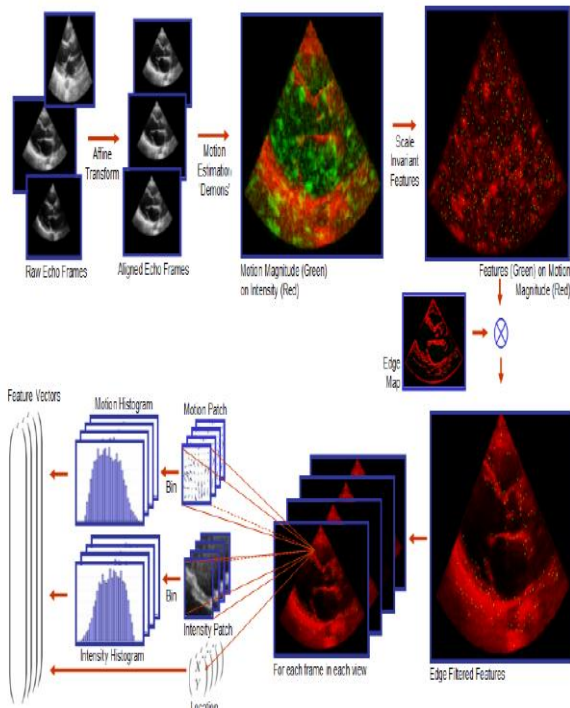 Affine
Transform
Motion
Estimation
'Demons'
Scale
Invariant
Features
Raw Echo Frames
Aligned Echo Frames
Motion Magnitude (Green)
on Intensity (Red)
Features (Green) on Motion
Magnitude (Red)
Edge
Map
Feature Vectors
Motion Histogram
Motion Patch
Bin
Bin
Intensity Histogram
Intensity Patch
X
Y
Location
For each frame in each view
Edge Filtered Features